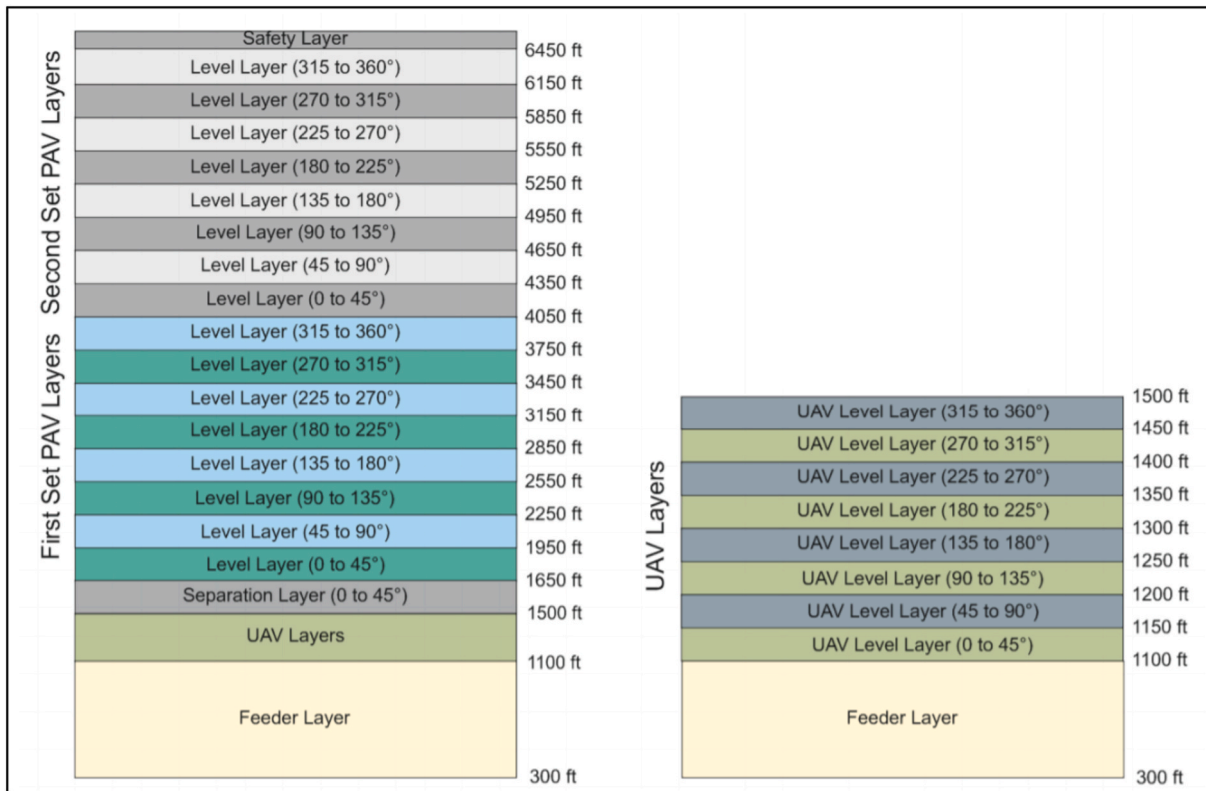 Second Set PAV Layers
First Set PAV Layers
Safety Layer
6450 ft
Level Layer (315 to 360°)
6150 ft
Level Layer (270 to 315°)
5850 ft
Level Layer (225 to 270°)
5550 ft
Level Layer (180 to 225°)
5250 ft
Level Layer (135 to 180°)
4950 ft
Level Layer (90 to 135°)
4650 ft
Level Layer (45 to 90°)
4350 ft
Level Layer (0 to 45°)
4050 ft
Level Layer (315 to 360°)
3750 ft
Level Layer (270 to 315°)
3450 ft
Level Layer (225 to 270°)
3150 ft
Level Layer (180 to 225°)
2850 ft
Level Layer (135 to 180°)
2550 ft
Level Layer (90 to 135°)
2250 ft
Level Layer (45 to 90°)
1950 ft
Level Layer (0 to 45°)
1650 ft
Separation Layer (0 to 45°)
1500 ft
UAV Layers
1100 ft
Feeder Layer
300 ft
UAV Layers
1500 ft
UAV Level Layer (315 to 360°)
1450 ft
UAV Level Layer (270 to 315°)
1400 ft
UAV Level Layer (225 to 270°)
1350 ft
UAV Level Layer (180 to 225°)
1300 ft
UAV Level Layer (135 to 180°)
1250 ft
UAV Level Layer (90 to 135°)
1200 ft
UAV Level Layer (45 to 90°)
1150 ft
UAV Level Layer (0 to 45°)
1100 ft
Feeder Layer
300 ft